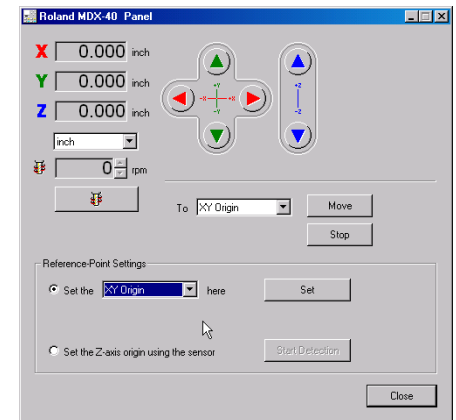 Roland MDX-40 Panel
X 0.000 inch
Y 0.000 inch
Z 0.000 inch
+Y
-X +X
-Y
+Z
-Z
inch
0 rpm
To XY Origin Move
Stop
Reference-Point Settings
Set the XY Origin here Set
Set the Z-axis origin using the sensor Start Detection
Close